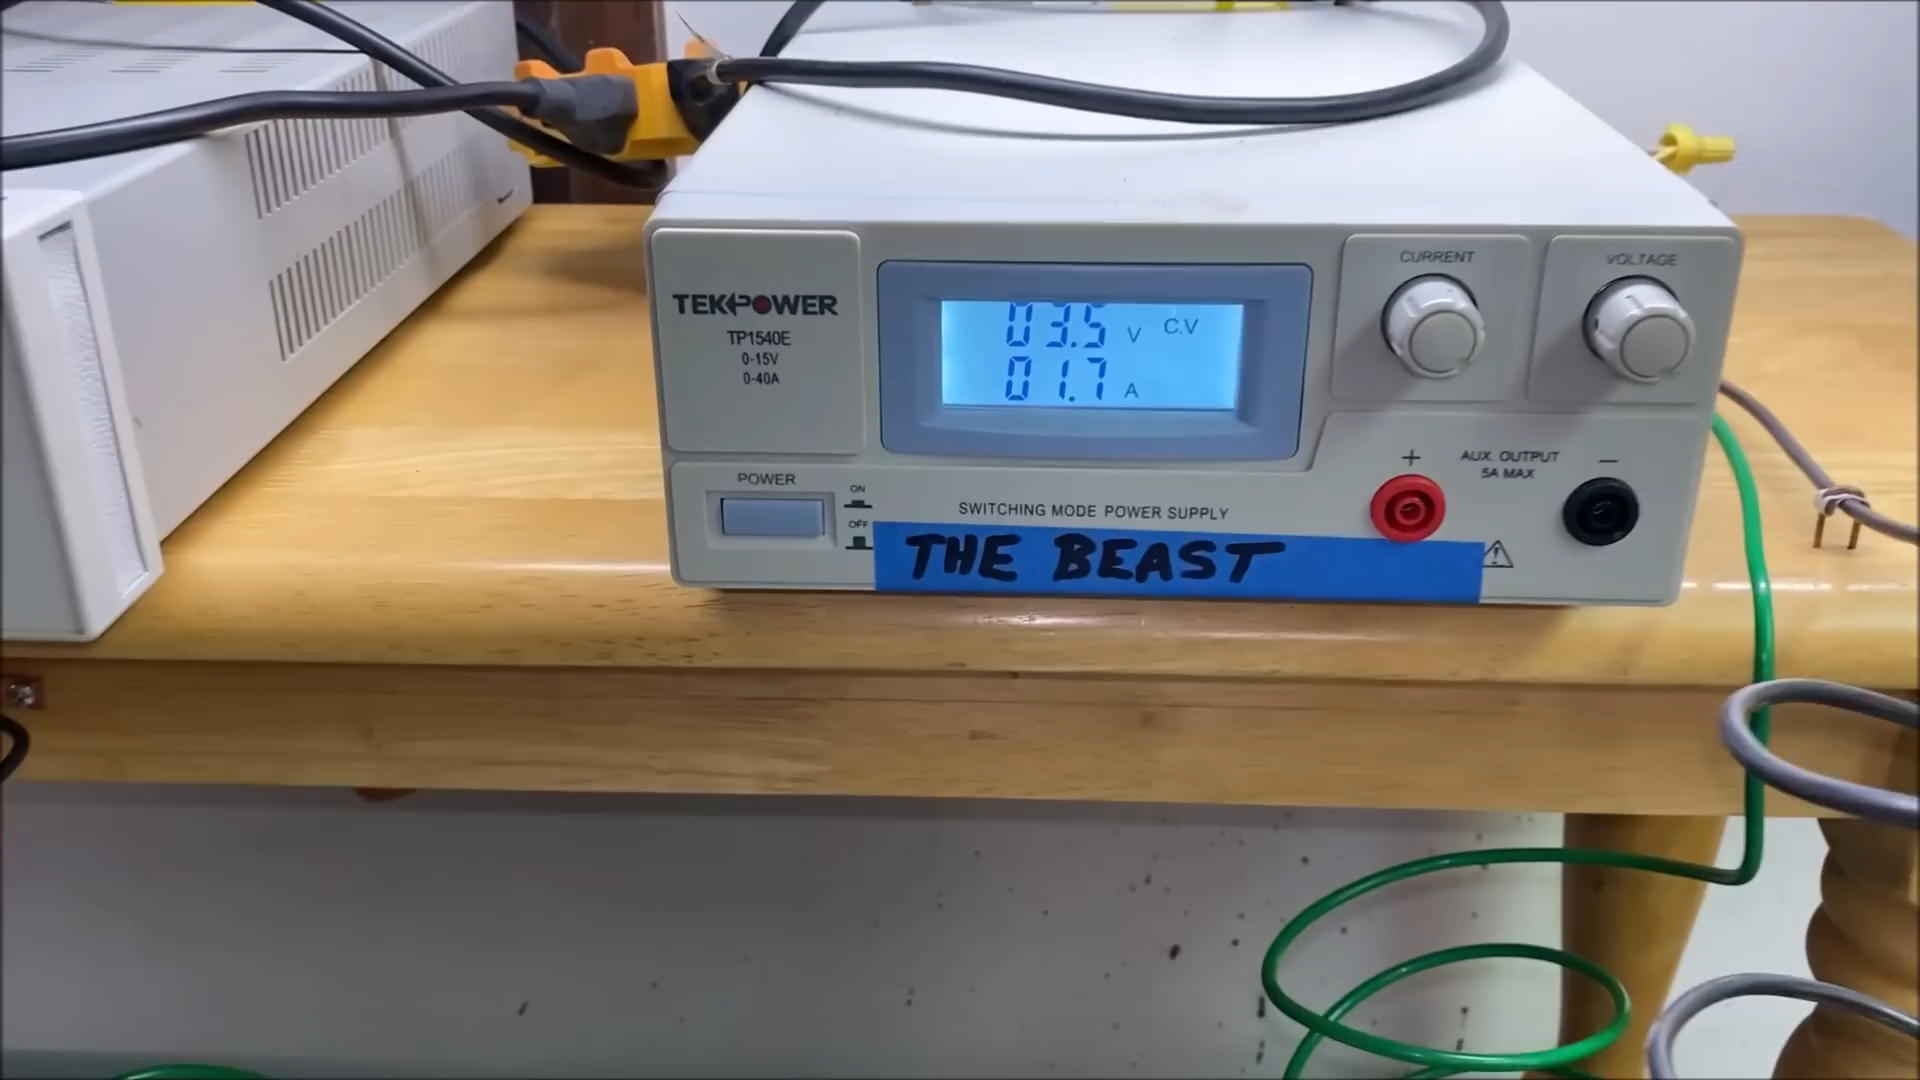 TEKPOWER
TP1540E
0-15V
0-40A
03.5 V C.V
01.7 A
CURRENT
VOLTAGE
POWER
ON
OFF
SWITCHING MODE POWER SUPPLY
+
AUX. OUTPUT
5A MAX
−
THE BEAST